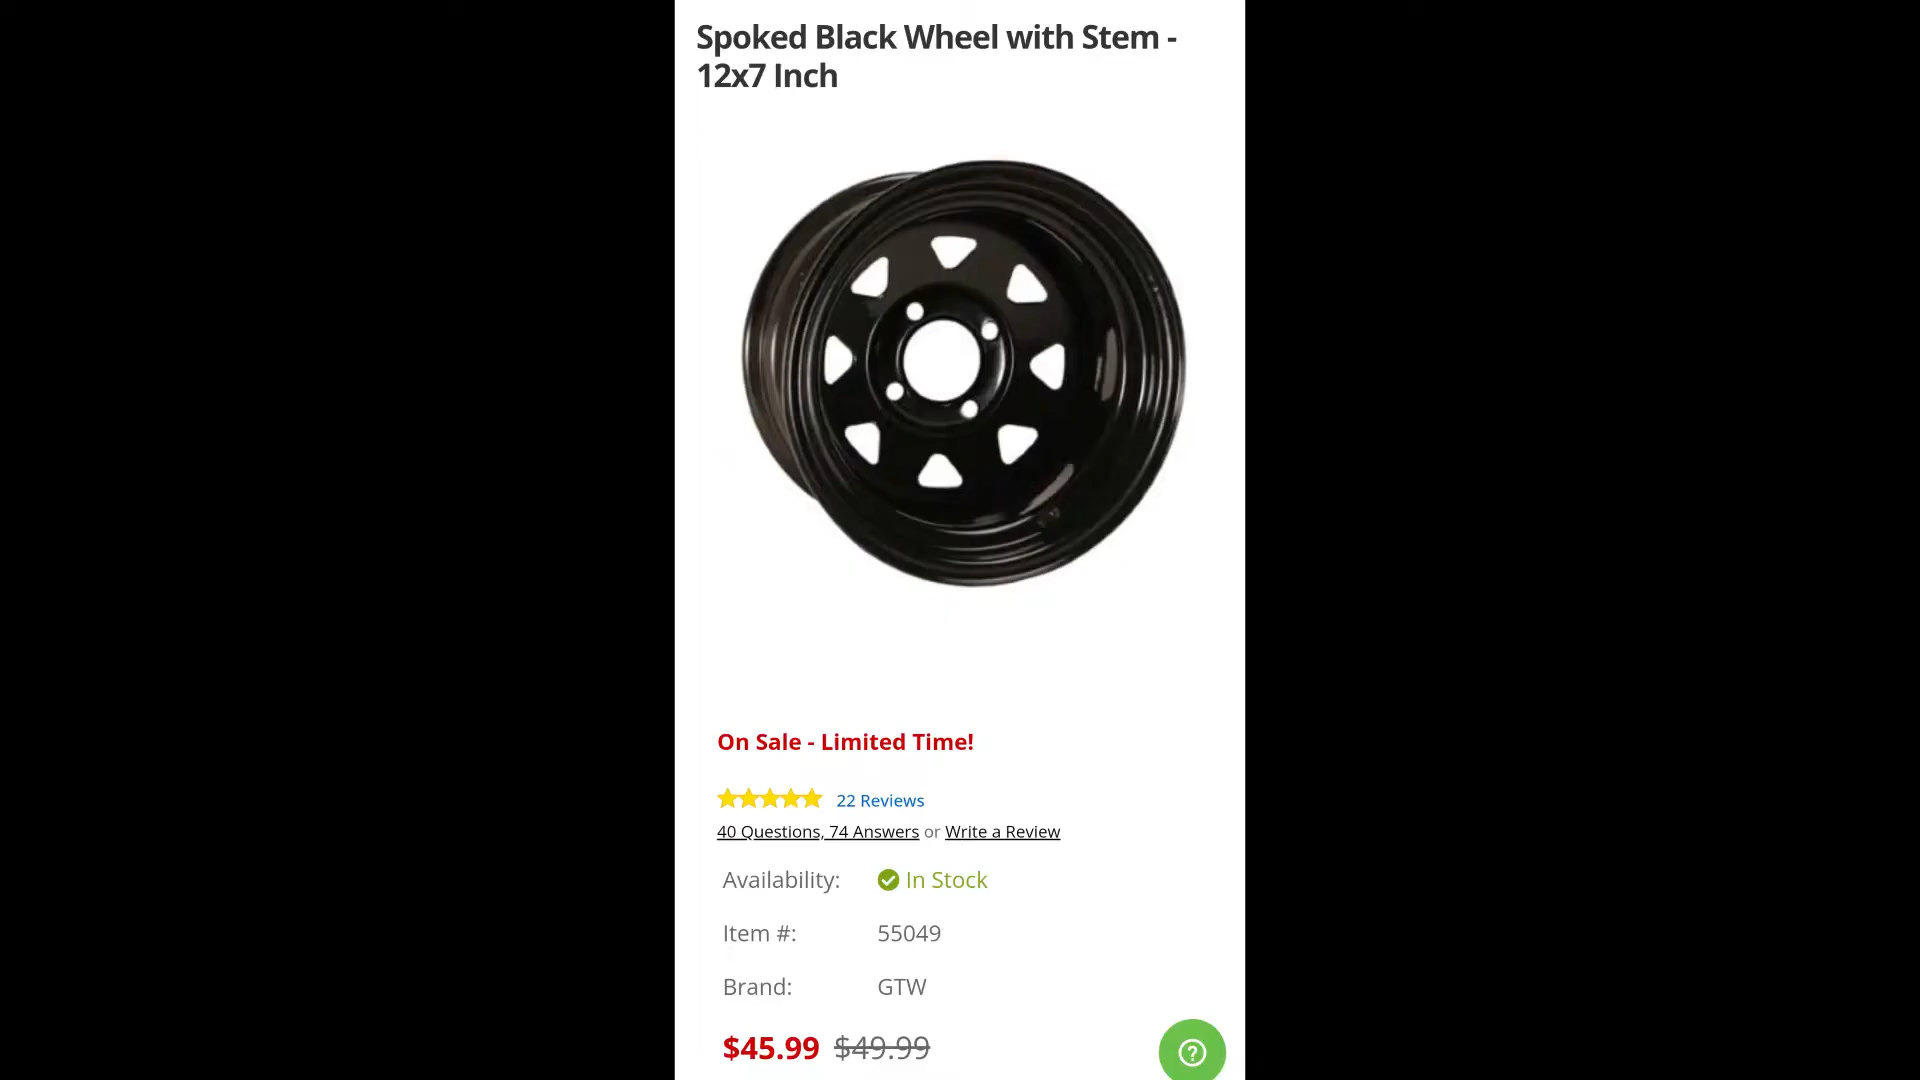 Spoked Black Wheel with Stem -
12x7 Inch
On Sale - Limited Time!
22 Reviews
40 Questions, 74 Answers or Write a Review
Availability: In Stock
Item #: 55049
Brand: GTW
$45.99 $49.99
?